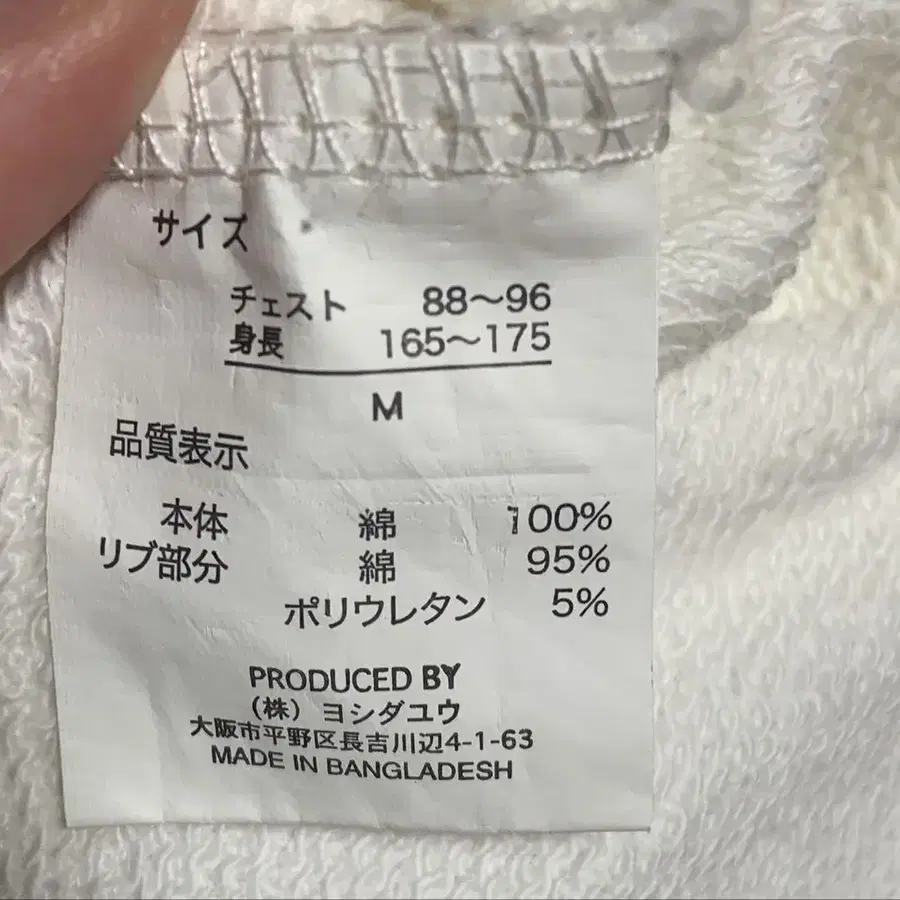 サイズ
チェスト 88～96
身長 165～175
M
品質表示
本体 綿 100%
リブ部分 綿 95%
ポリウレタン 5%
PRODUCED BY
（株）ヨシダユウ
大阪市平野区長吉川辺4-1-63
MADE IN BANGLADESH